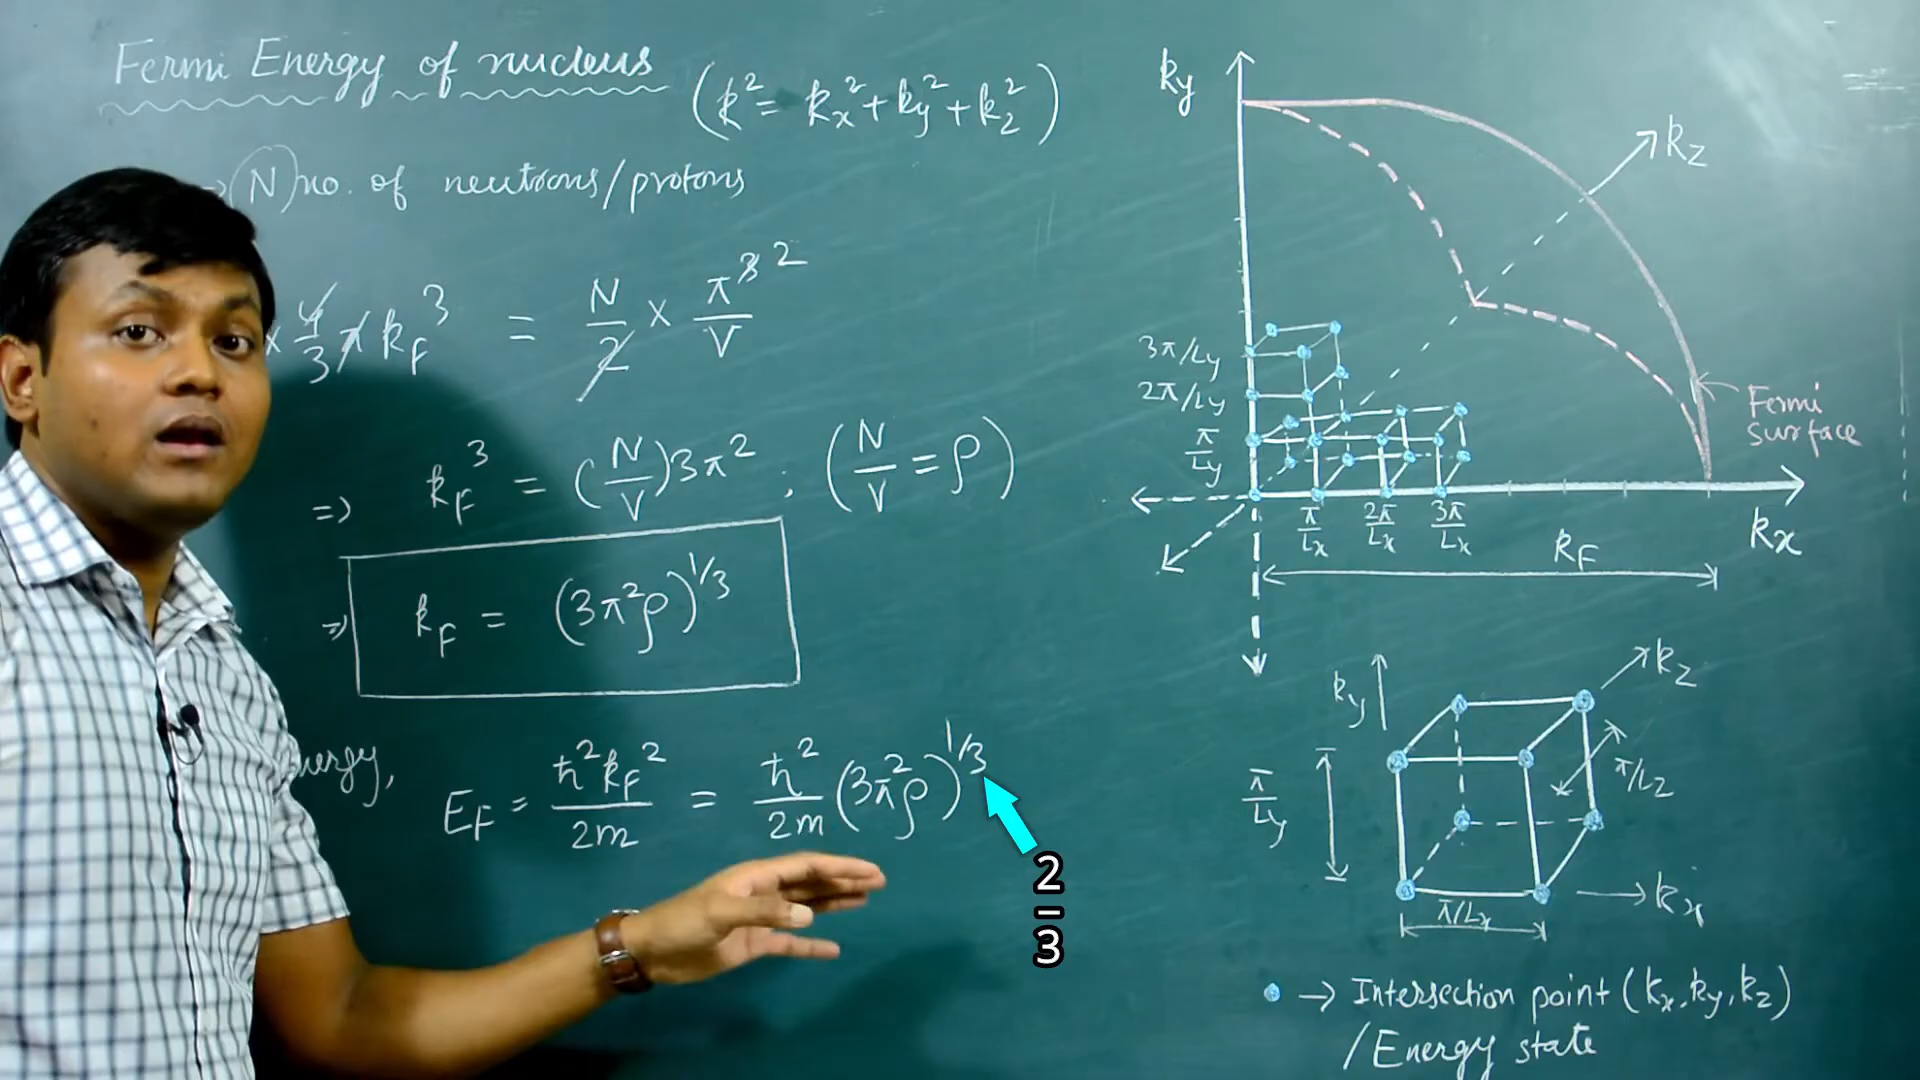 Fermi Energy of nucleus
(k² = kx² + ky² + kz²)
→ N no. of neutrons/protons
× 4/3 π kF³ = N/2 × π³ ² / V
=> kF³ = (N/V) 3π² ; (N/V = ρ)
=> kF = (3π²ρ)^1/3
energy,
EF = ħ²kF²/2m = ħ²/2m (3π²ρ)^1/3
2/3
ky
kz
3π/Ly
2π/Ly
π/Ly
Fermi
surface
π/Lx 2π/Lx 3π/Lx
kx
kF
ky
kz
π/Ly
π/Lz
π/Lx
kx
→ Intersection point (kx, ky, kz)
/Energy state